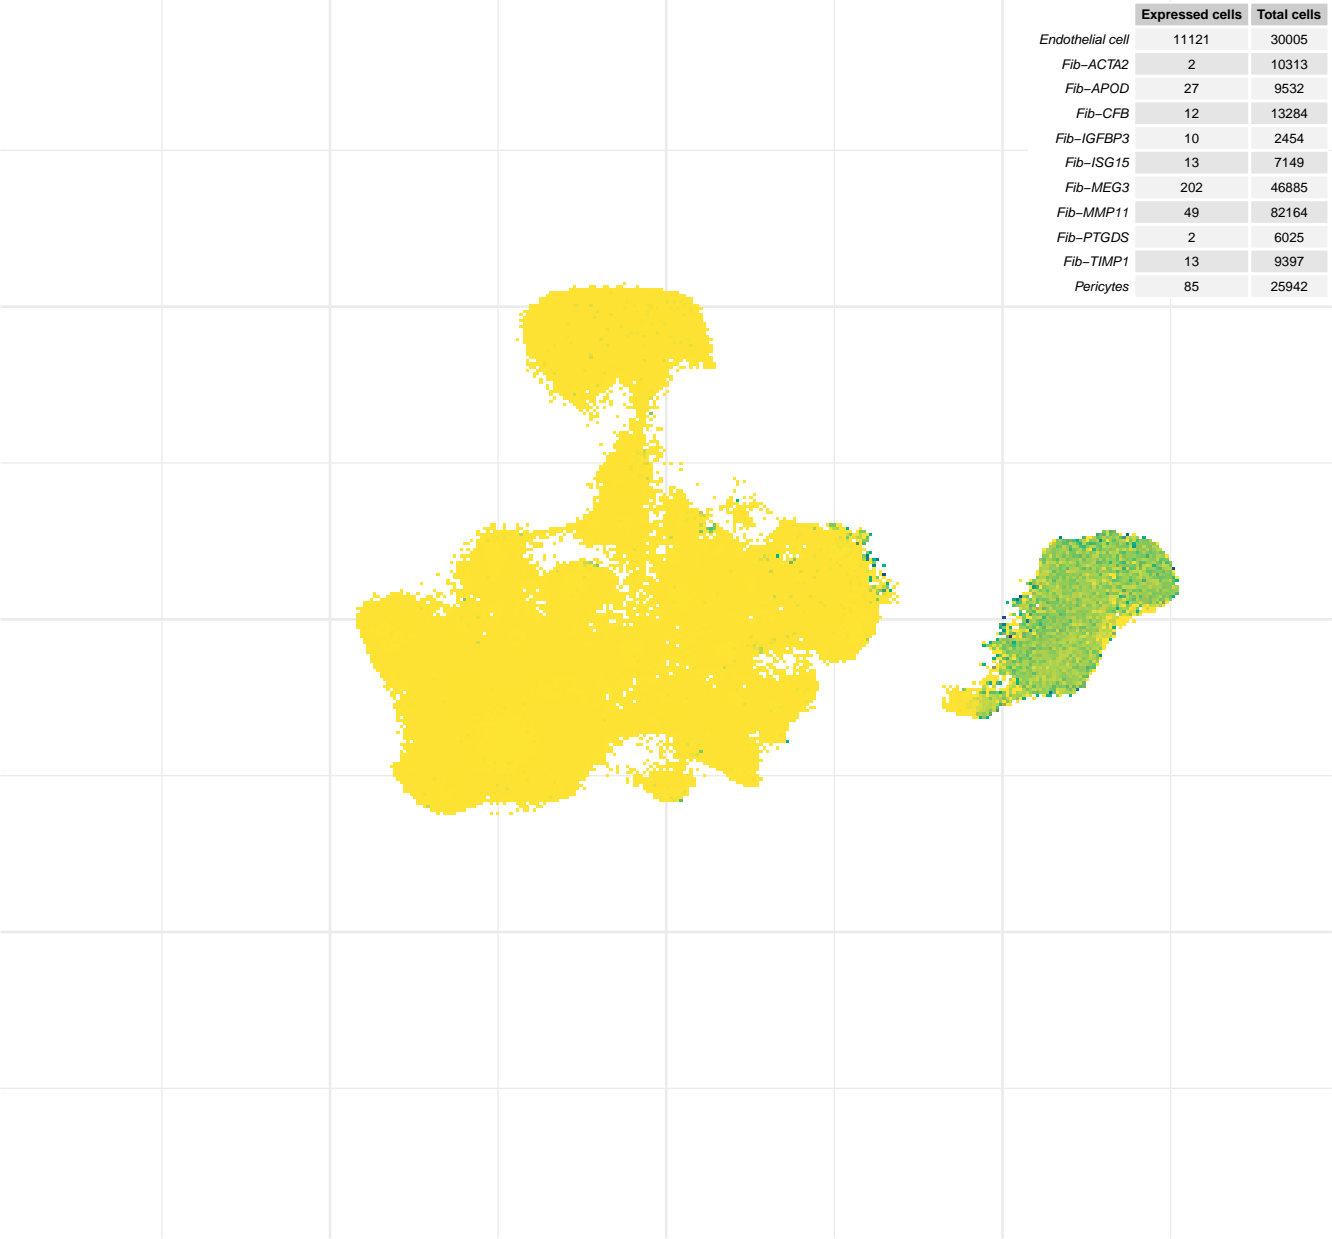 Expressed cells Total cells
Endothelial cell 11121 30005
Fib−ACTA2 2 10313
Fib−APOD 27 9532
Fib−CFB 12 13284
Fib−IGFBP3 10 2454
Fib−ISG15 13 7149
Fib−MEG3 202 46885
Fib−MMP11 49 82164
Fib−PTGDS 2 6025
Fib−TIMP1 13 9397
Pericytes 85 25942